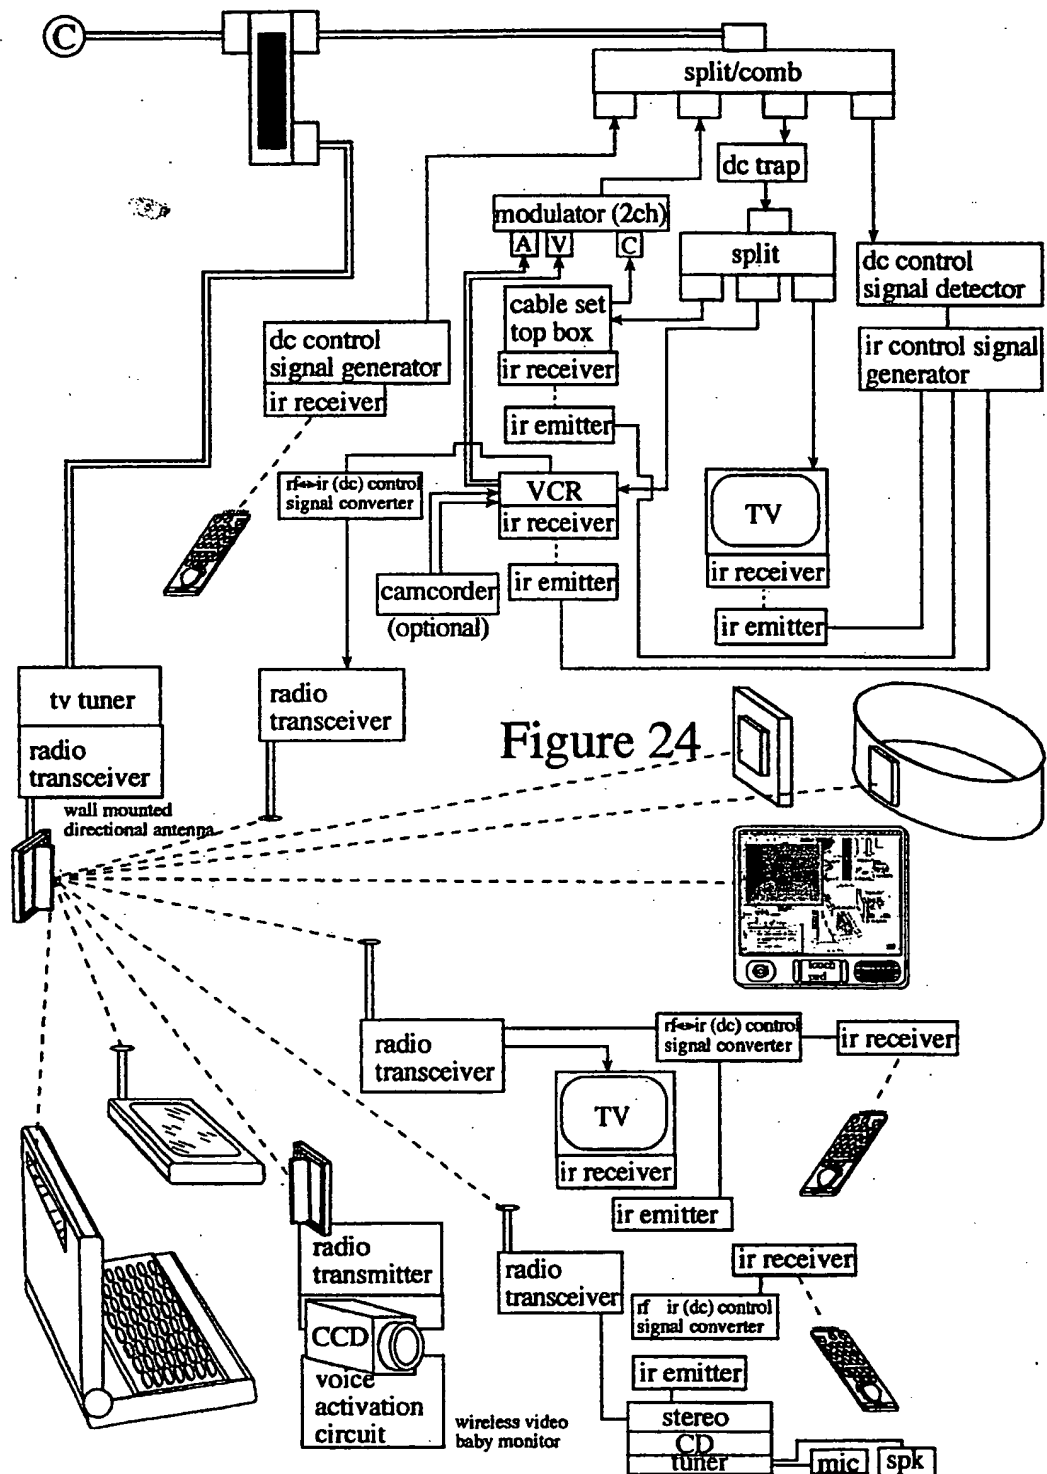 C
split/comb
dc trap
modulator (2ch)
A V C
split
dc control
signal detector
cable set
top box
ir receiver
ir control signal
generator
dc control
signal generator
ir receiver
ir emitter
rf↔ir (dc) control
signal converter
VCR
ir receiver
TV
ir receiver
ir emitter
camcorder
(optional)
ir emitter
tv tuner
radio
transceiver
radio
transceiver
Figure 24
wall mounted
directional antenna
touch
pad
radio
transceiver
rf↔ir (dc) control
signal converter
ir receiver
TV
ir receiver
ir emitter
radio
transmitter
CCD
voice
activation
circuit
wireless video
baby monitor
radio
transceiver
ir receiver
rf ir (dc) control
signal converter
ir emitter
stereo
CD
tuner
mic
spk